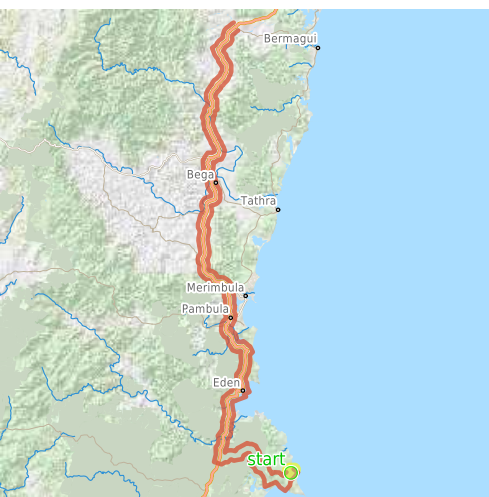 Bermagui
Bega
Tathra
Merimbula
Pambula
Eden
start